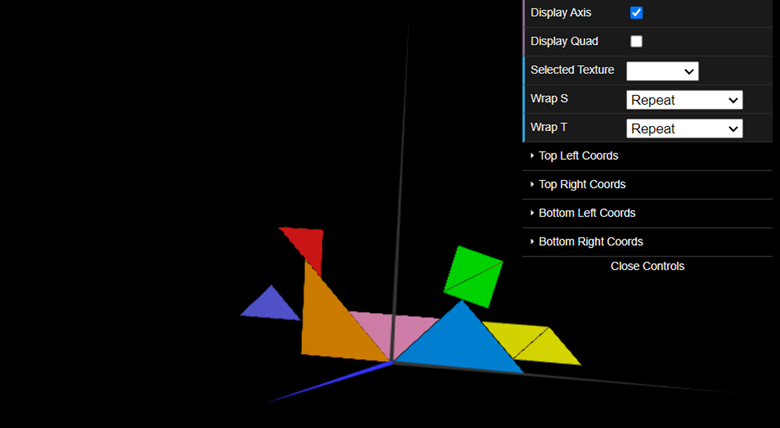 Display Axis
Display Quad
Selected Texture
Wrap S Repeat
Wrap T Repeat
Top Left Coords
Top Right Coords
Bottom Left Coords
Bottom Right Coords
Close Controls